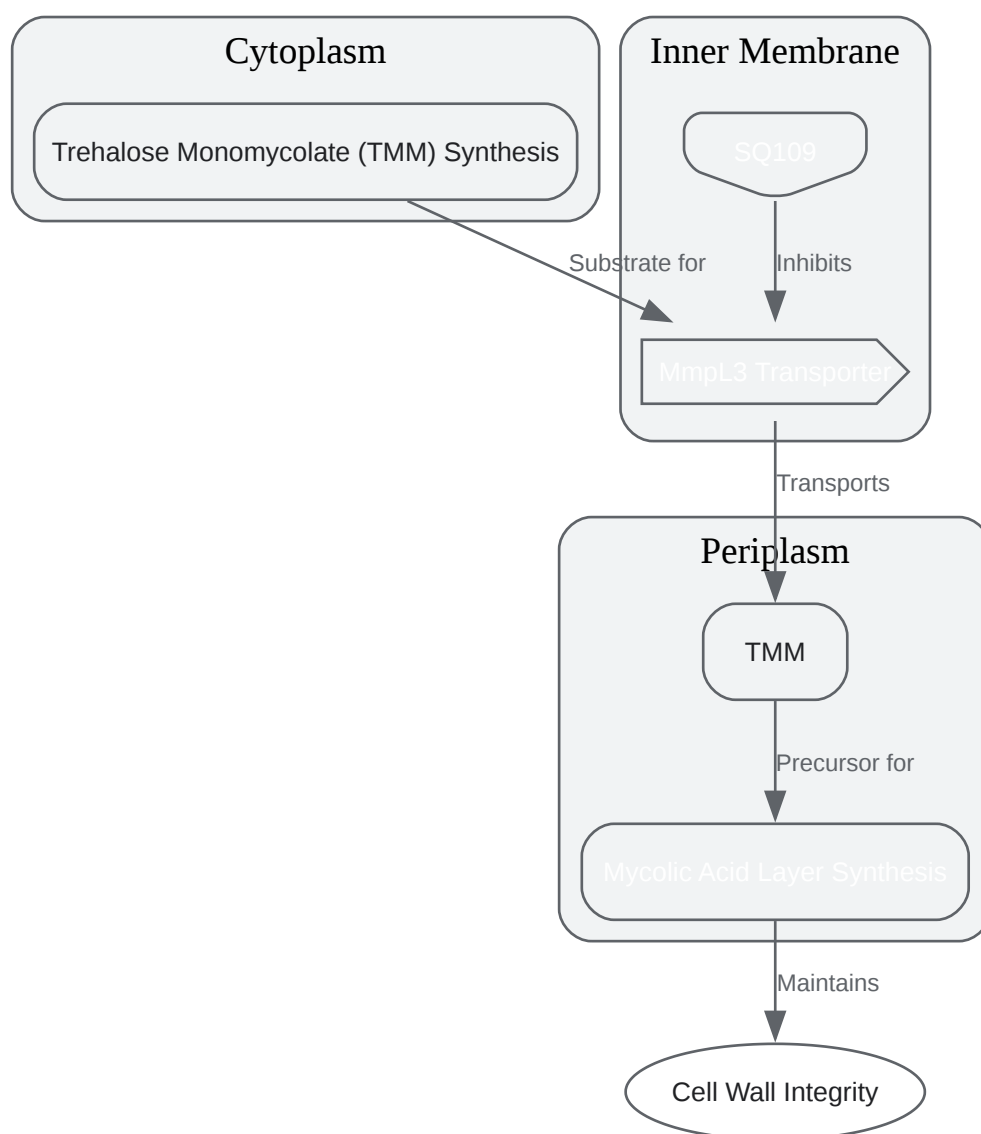 Cytoplasm
Inner Membrane
Trehalose Monomycolate (TMM) Synthesis
SQ109
Substrate for
Inhibits
MmpL3 Transporter
Transports
Periplasm
TMM
Precursor for
Mycolic Acid Layer Synthesis
Maintains
Cell Wall Integrity